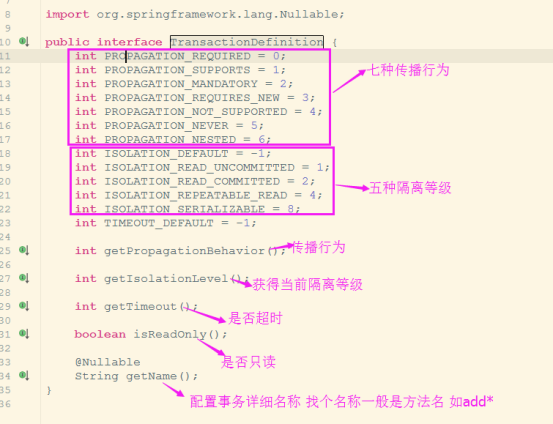 8 import org.springframework.lang.Nullable;
9
10 public interface TransactionDefinition {
11 int PROPAGATION_REQUIRED = 0;
12 int PROPAGATION_SUPPORTS = 1;
13 int PROPAGATION_MANDATORY = 2;
14 int PROPAGATION_REQUIRES_NEW = 3;
15 int PROPAGATION_NOT_SUPPORTED = 4;
16 int PROPAGATION_NEVER = 5;
17 int PROPAGATION_NESTED = 6;
七种传播行为
18 int ISOLATION_DEFAULT = -1;
19 int ISOLATION_READ_UNCOMMITTED = 1;
20 int ISOLATION_READ_COMMITTED = 2;
21 int ISOLATION_REPEATABLE_READ = 4;
22 int ISOLATION_SERIALIZABLE = 8;
五种隔离等级
23 int TIMEOUT_DEFAULT = -1;
24
25 int getPropagationBehavior(); 传播行为
26
27 int getIsolationLevel(); 获得当前隔离等级
28
29 int getTimeout();
30 是否超时
31 boolean isReadOnly();
32
33 @Nullable 是否只读
34 String getName();
35 }
配置事务详细名称 找个名称一般是方法名 如add*
36